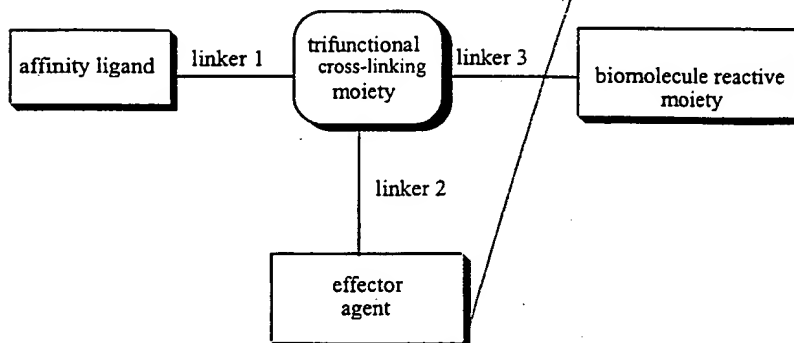 affinity ligand
linker 1
trifunctional
cross-linking
moiety
linker 3
biomolecule reactive
moiety
linker 2
effector
agent